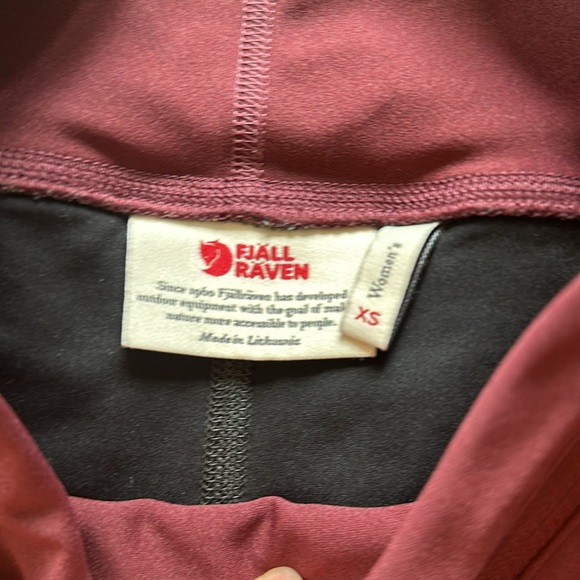 FJÄLL
RÄVEN
Since 1960 Fjällräven has developed
outdoor equipment with the goal of
nature more accessible to people.
Made in Lithuania
Women's
XS